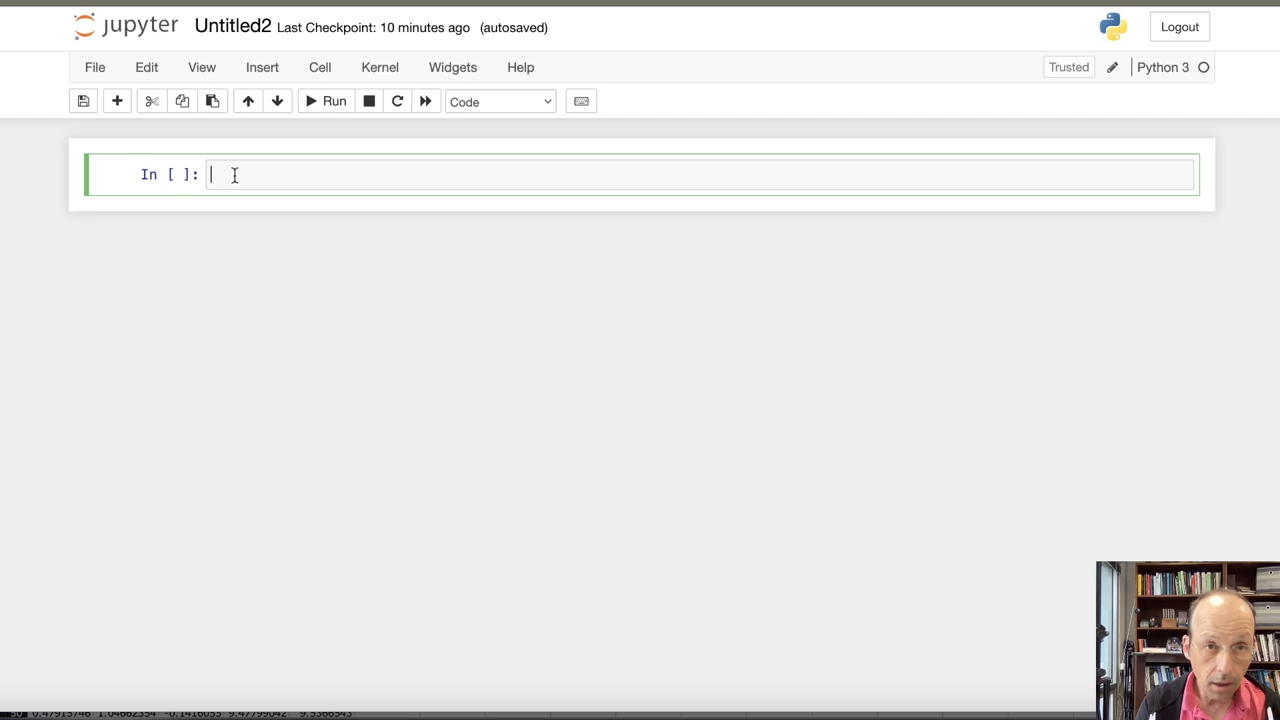 jupyter Untitled2 Last Checkpoint: 10 minutes ago (autosaved) Logout
File Edit View Insert Cell Kernel Widgets Help Trusted Python 3
Run Code
In [ ]: